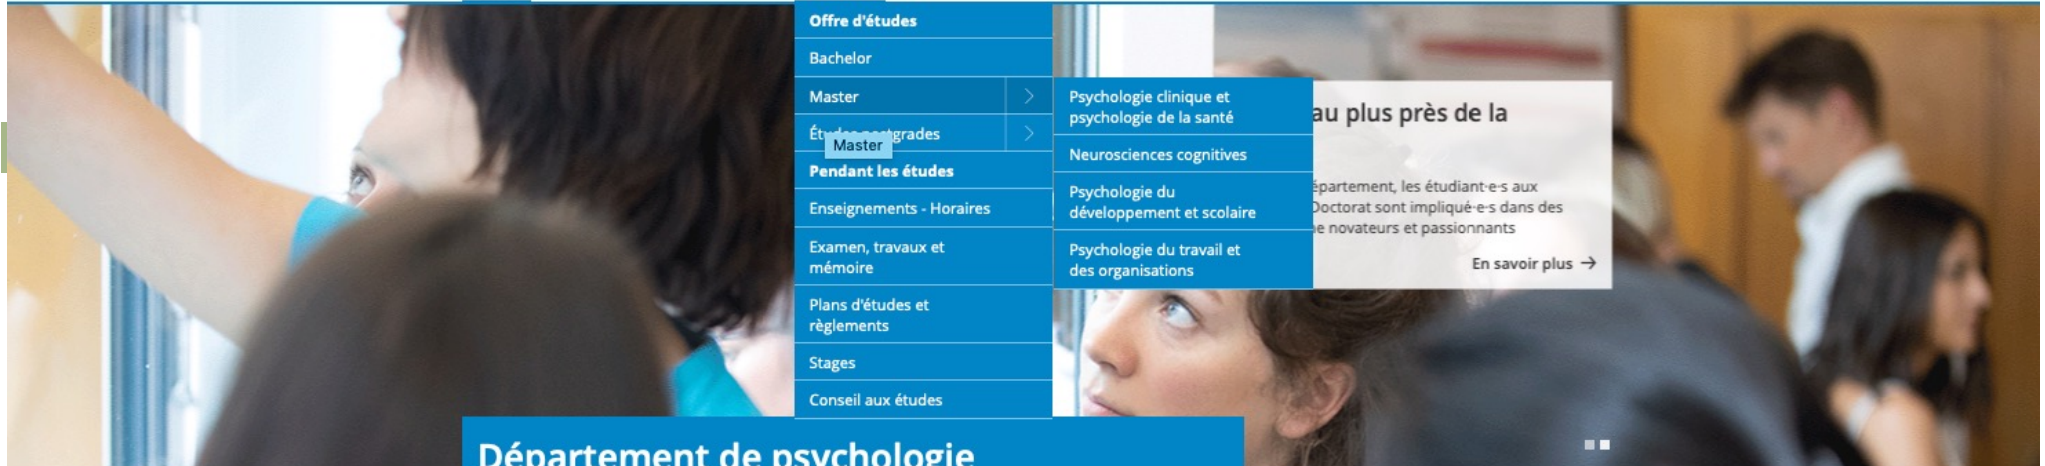 Offre d'études
Bachelor
Master
Études postgrades
Master
Pendant les études
Enseignements - Horaires
Examen, travaux et
mémoire
Plans d'études et
règlements
Stages
Conseil aux études
Psychologie clinique et
psychologie de la santé
Neurosciences cognitives
Psychologie du
développement et scolaire
Psychologie du travail et
des organisations
au plus près de la
épartement, les étudiant·e·s aux
Doctorat sont impliqué·e·s dans des
novateurs et passionnants
En savoir plus →
Département de psychologie